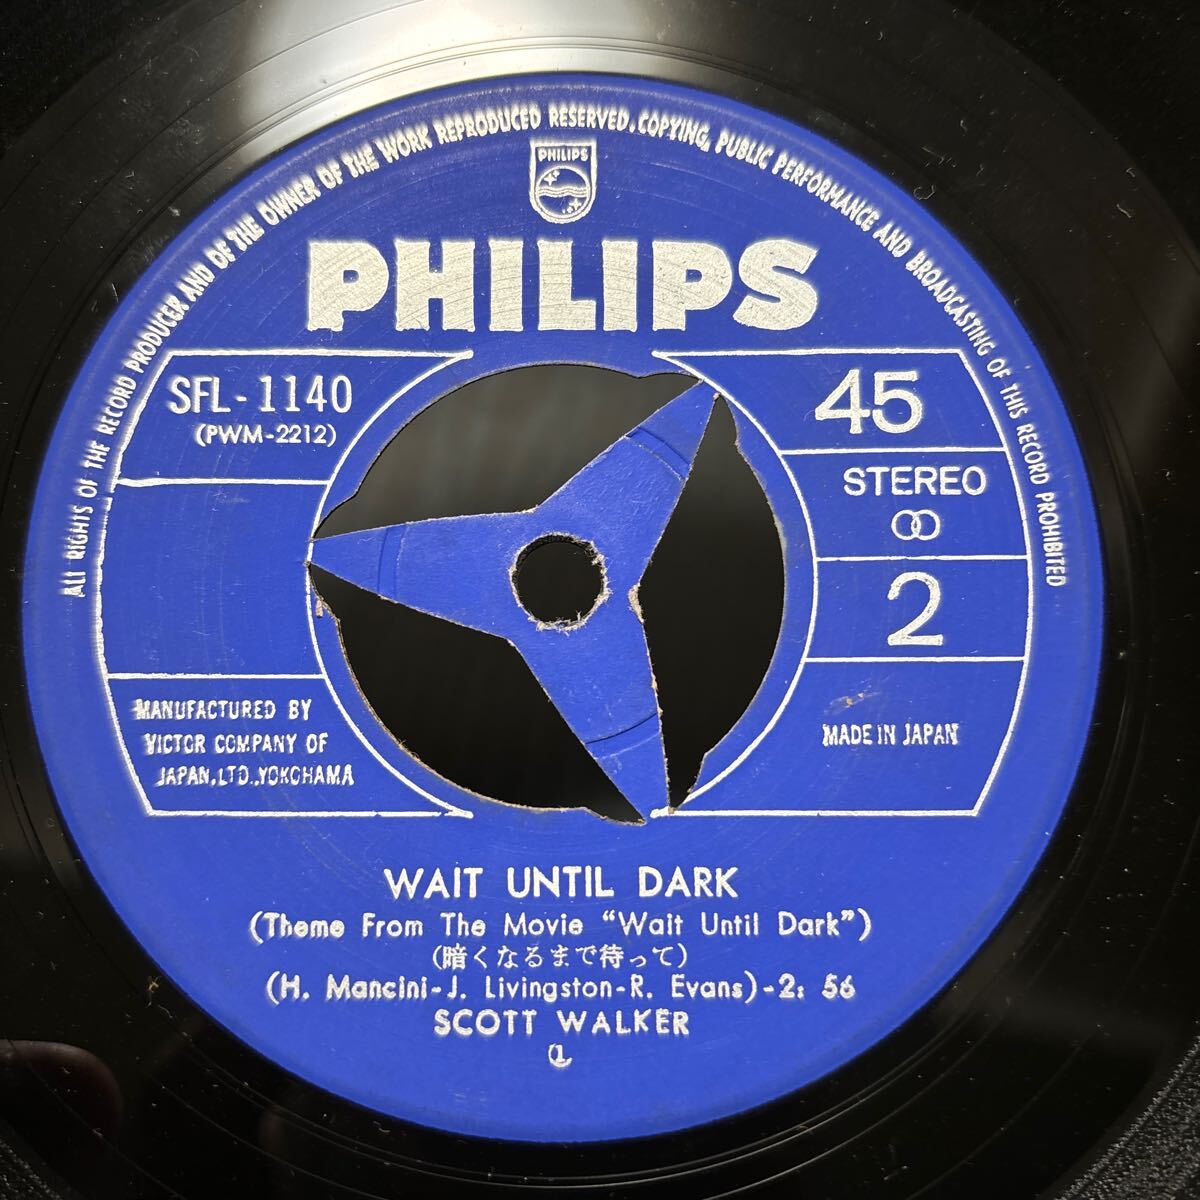 ALL RIGHTS OF THE RECORD PRODUCER AND OF THE OWNER OF THE WORK REPRODUCED RESERVED. COPYING, PUBLIC PERFORMANCE AND BROADCASTING OF THIS RECORD PROHIBITED
PHILIPS
PHILIPS
SFL-1140
(PWM-2212)
45
STEREO
2
MANUFACTURED BY
VICTOR COMPANY OF
JAPAN, LTD., YOKOHAMA
MADE IN JAPAN
WAIT UNTIL DARK
(Theme From The Movie "Wait Until Dark")
(暗くなるまで待って)
(H. Mancini-J. Livingston-R. Evans)-2: 56
SCOTT WALKER